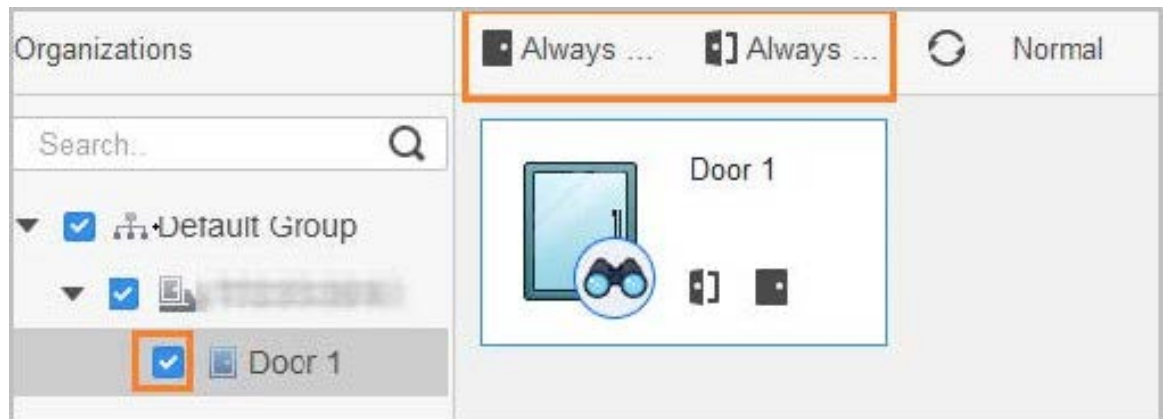 Organizations
Always ... Always ... Normal
Search..
Door 1
Default Group
Door 1